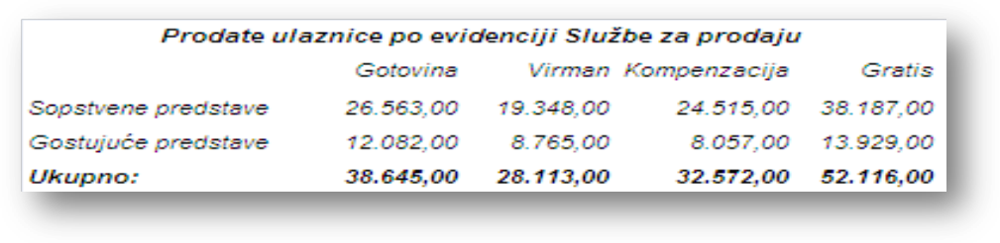 Prodate ulaznice po evidenciji Službe za prodaju
Gotovina Virman Kompenzacija Gratis
Sopstvene predstave 26.563,00 19.348,00 24.515,00 38.187,00
Gostujuće predstave 12.082,00 8.765,00 8.057,00 13.929,00
Ukupno: 38.645,00 28.113,00 32.572,00 52.116,00